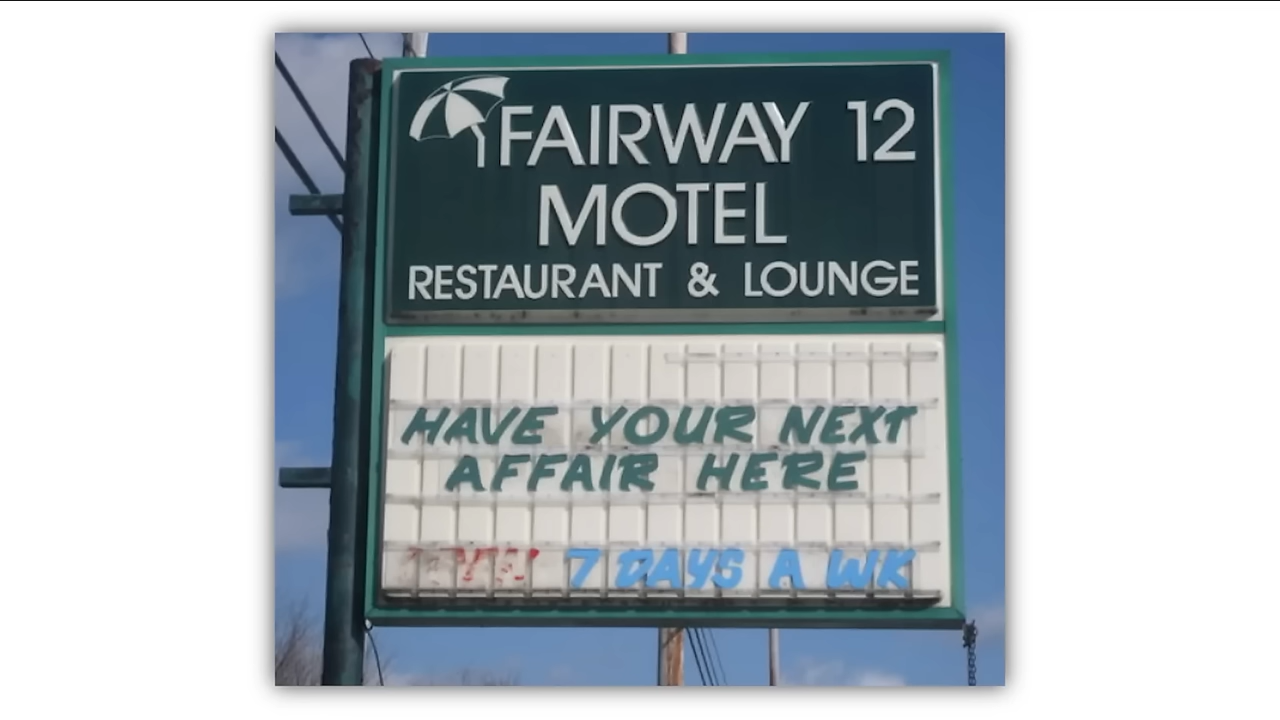 FAIRWAY 12
MOTEL
RESTAURANT & LOUNGE
HAVE YOUR NEXT
AFFAIR HERE
7 DAYS A WK